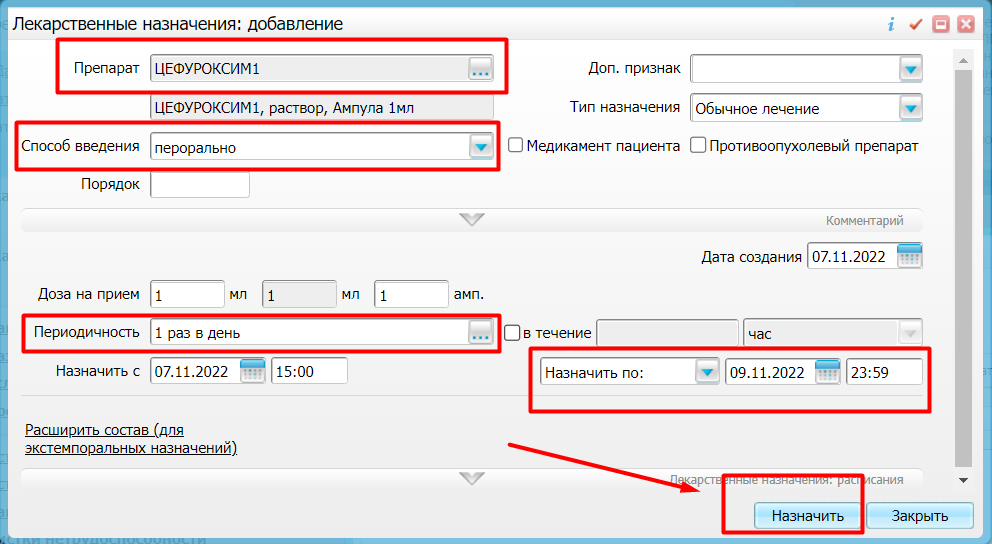 Лекарственные назначения: добавление
Препарат ЦЕФУРОКСИМ1 ... Доп. признак
ЦЕФУРОКСИМ1, раствор, Ампула 1мл Тип назначения Обычное лечение
Способ введения перорально Медикамент пациента Противоопухолевый препарат
Порядок
Комментарий
Дата создания 07.11.2022
Доза на прием 1 мл 1 мл 1 амп.
Периодичность 1 раз в день ... в течение час
Назначить с 07.11.2022 15:00 Назначить по: 09.11.2022 23:59
Расширить состав (для
экстемпоральных назначений)
Лекарственные назначения: расписания
Назначить Закрыть
нетрудоспособности